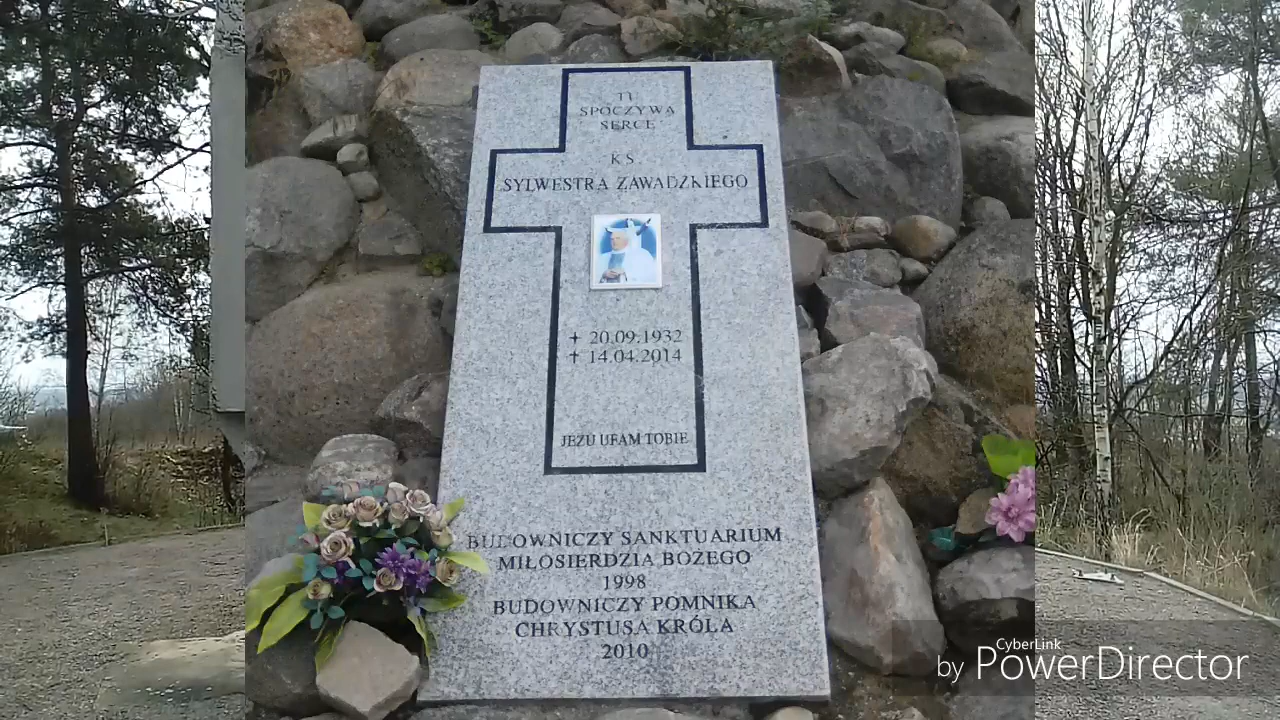 TU
SPOCZYWA
SERCE
KS.
SYLWESTRA ZAWADZKIEGO
✝ 20.09.1932
✝ 14.04.2014
JEZU UFAM TOBIE
BUDOWNICZY SANKTUARIUM
MIŁOSIERDZIA BOŻEGO
1998
BUDOWNICZY POMNIKA
CHRYSTUSA KRÓLA
2010
CyberLink
by PowerDirector